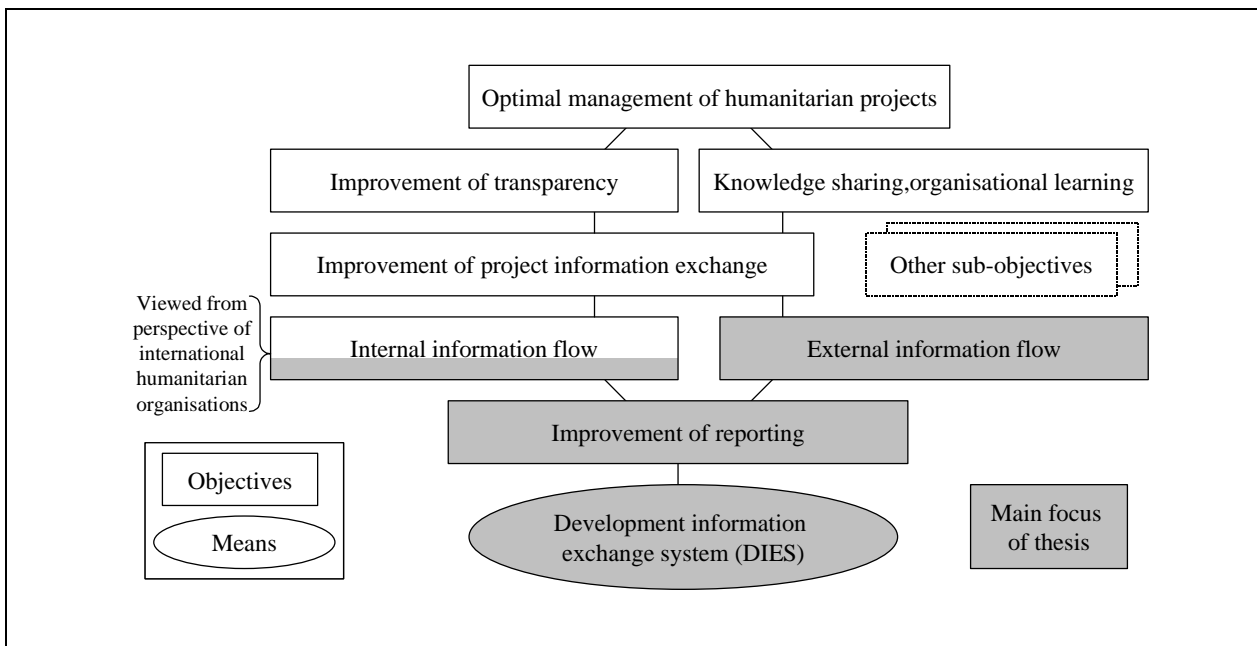 Optimal management of humanitarian projects
Improvement of transparency
Knowledge sharing,organisational learning
Improvement of project information exchange
Other sub-objectives
Viewed from
perspective of
international
humanitarian
organisations
Internal information flow
External information flow
Improvement of reporting
Objectives
Means
Development information
exchange system (DIES)
Main focus
of thesis